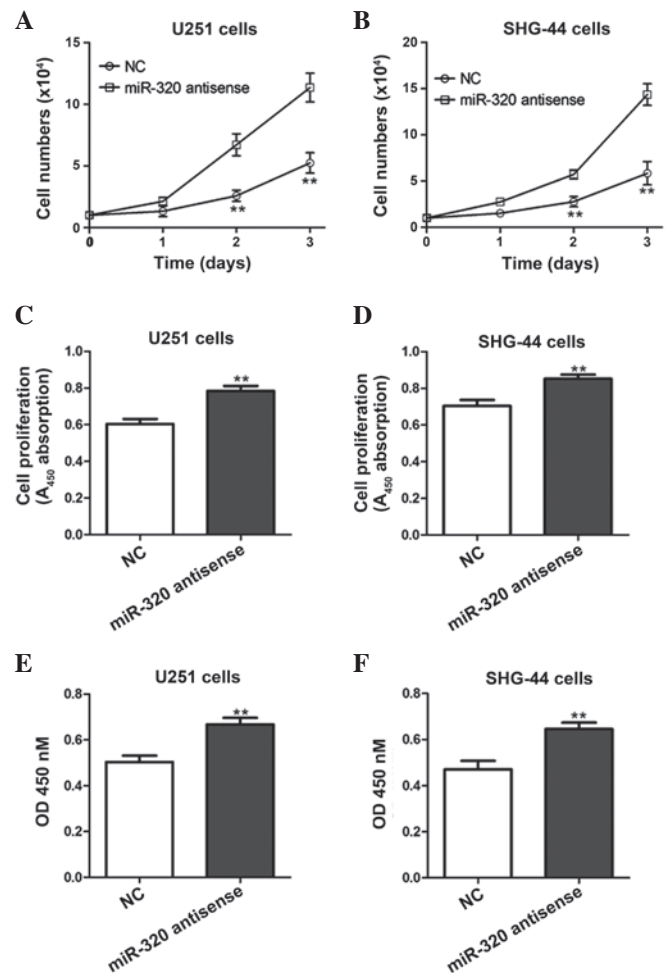 A
U251 cells
Cell numbers (x10⁴)
15
10
5
0
NC
miR-320 antisense
**
**
0
1
2
3
Time (days)
B
SHG-44 cells
Cell numbers (x10⁴)
20
15
10
5
0
NC
miR-320 antisense
**
**
0
1
2
3
Time (days)
C
U251 cells
Cell proliferation
(A₄₅₀ absorption)
1.0
0.8
0.6
0.4
0.2
0.0
**
NC
miR-320 antisense
D
SHG-44 cells
Cell proliferation
(A₄₅₀ absorption)
1.0
0.8
0.6
0.4
0.2
0.0
**
NC
miR-320 antisense
E
U251 cells
OD 450 nM
0.8
0.6
0.4
0.2
0.0
**
NC
miR-320 antisense
F
SHG-44 cells
OD 450 nM
0.8
0.6
0.4
0.2
0.0
**
NC
miR-320 antisense